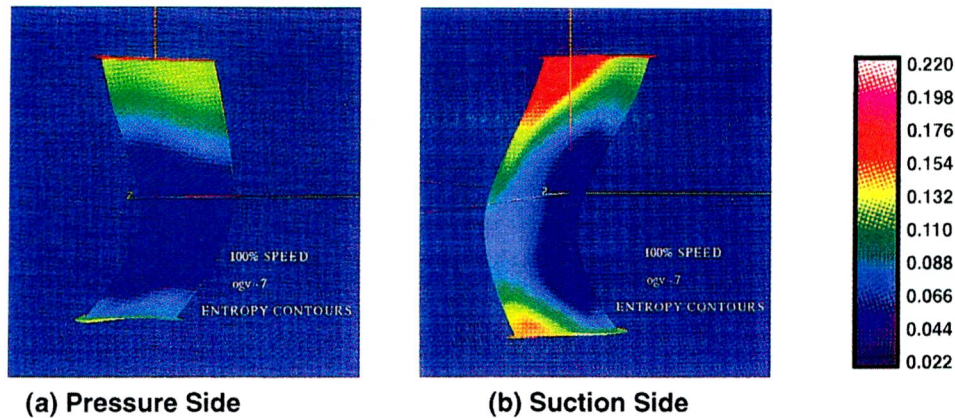 100% SPEED
ogv-7
ENTROPY CONTOURS
(a) Pressure Side
Z
100% SPEED
ogv-7
ENTROPY CONTOURS
(b) Suction Side
0.220
0.198
0.176
0.154
0.132
0.110
0.088
0.066
0.044
0.022